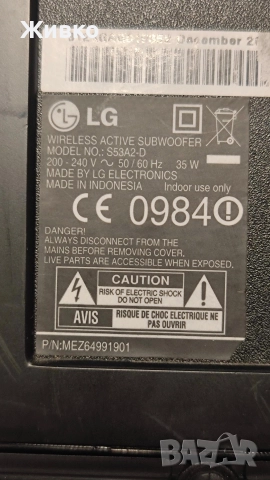 Живко
December 2
LG
WIRELESS ACTIVE SUBWOOFER
MODEL NO.: S53A2-D
200 - 240 V ~ 50 / 60 Hz 35 W
MADE BY LG ELECTRONICS
MADE IN INDONESIA Indoor use only
CE 0984
DANGER!
ALWAYS DISCONNECT FROM THE
MAINS BEFORE REMOVING COVER.
LIVE PARTS ARE ACCESSIBLE WHEN EXPOSED.
CAUTION
RISK OF ELECTRIC SHOCK
DO NOT OPEN
AVIS
RISQUE DE CHOC ELECTRIQUE NE
PAS OUVRIR
P/N:MEZ64991901
BAZAR